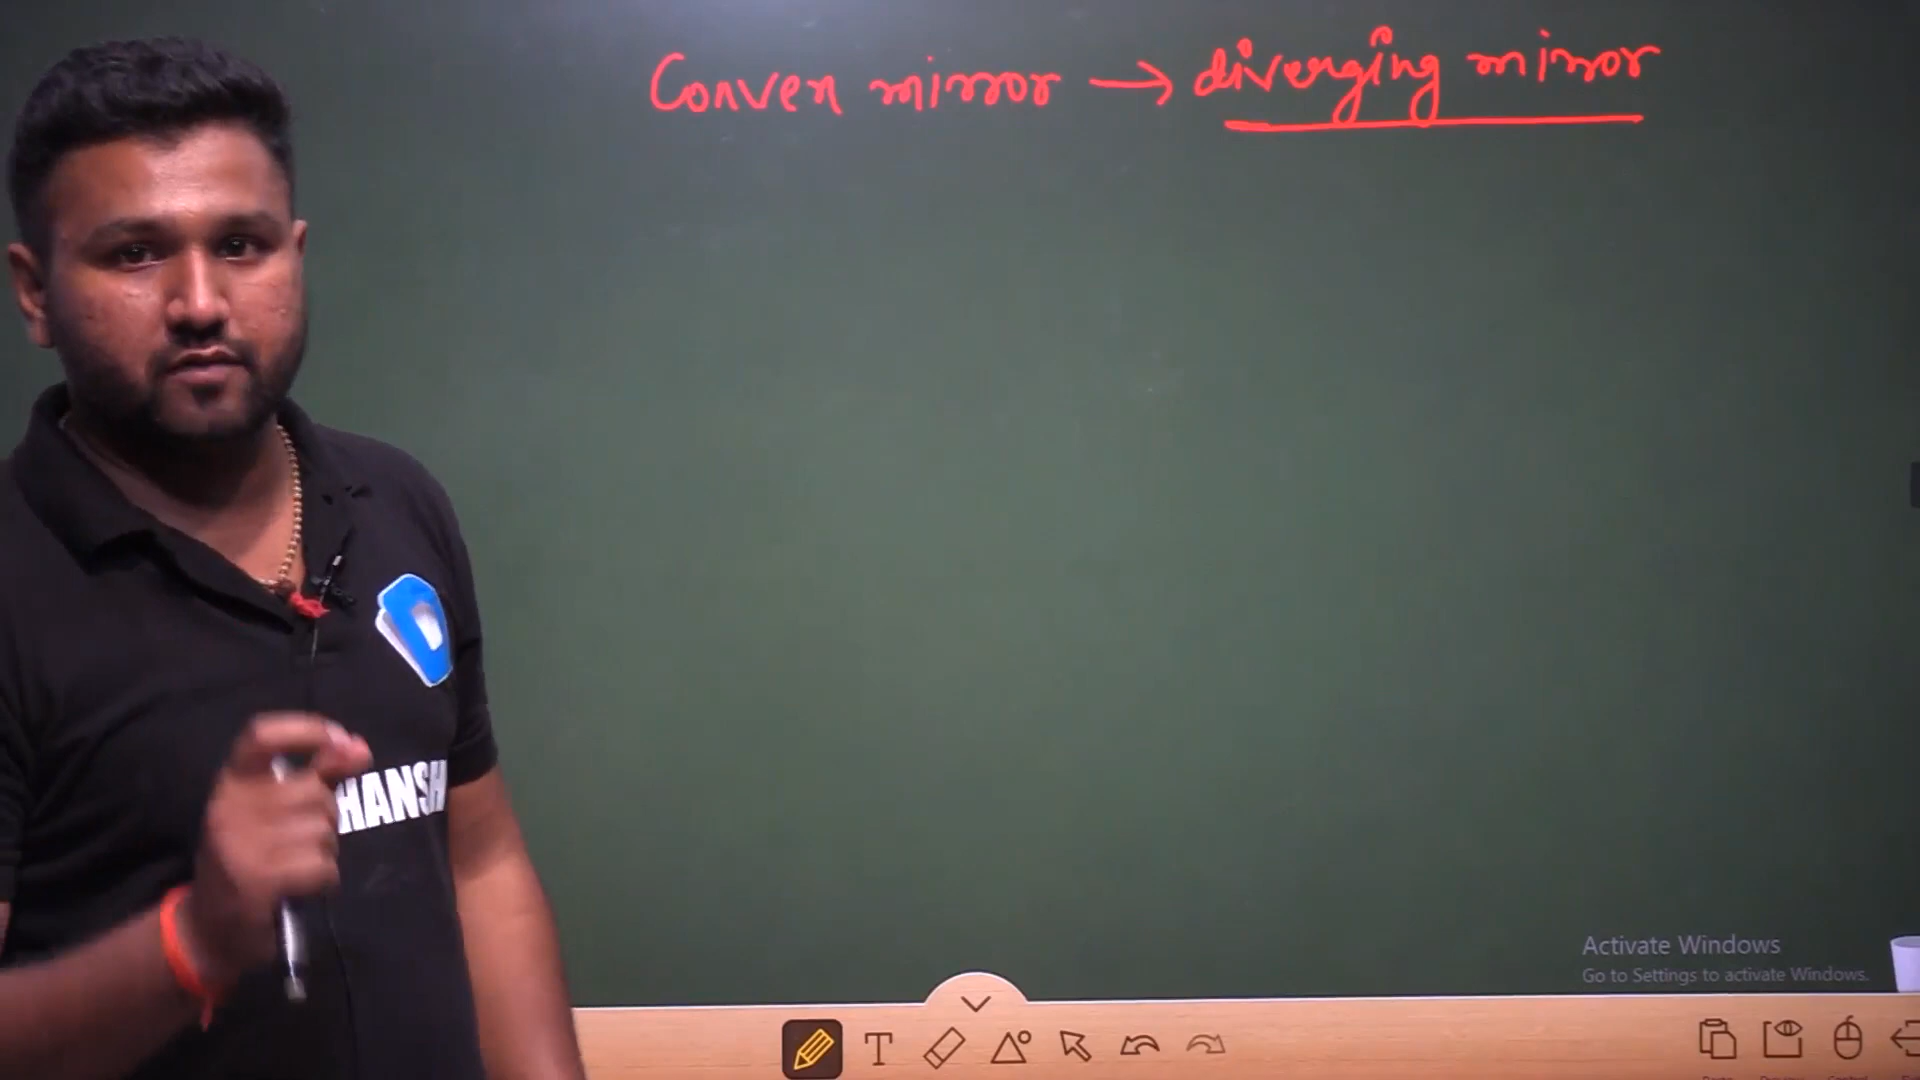 Convex mirror → diverging mirror
HANSH
Activate Windows
Go to Settings to activate Windows.